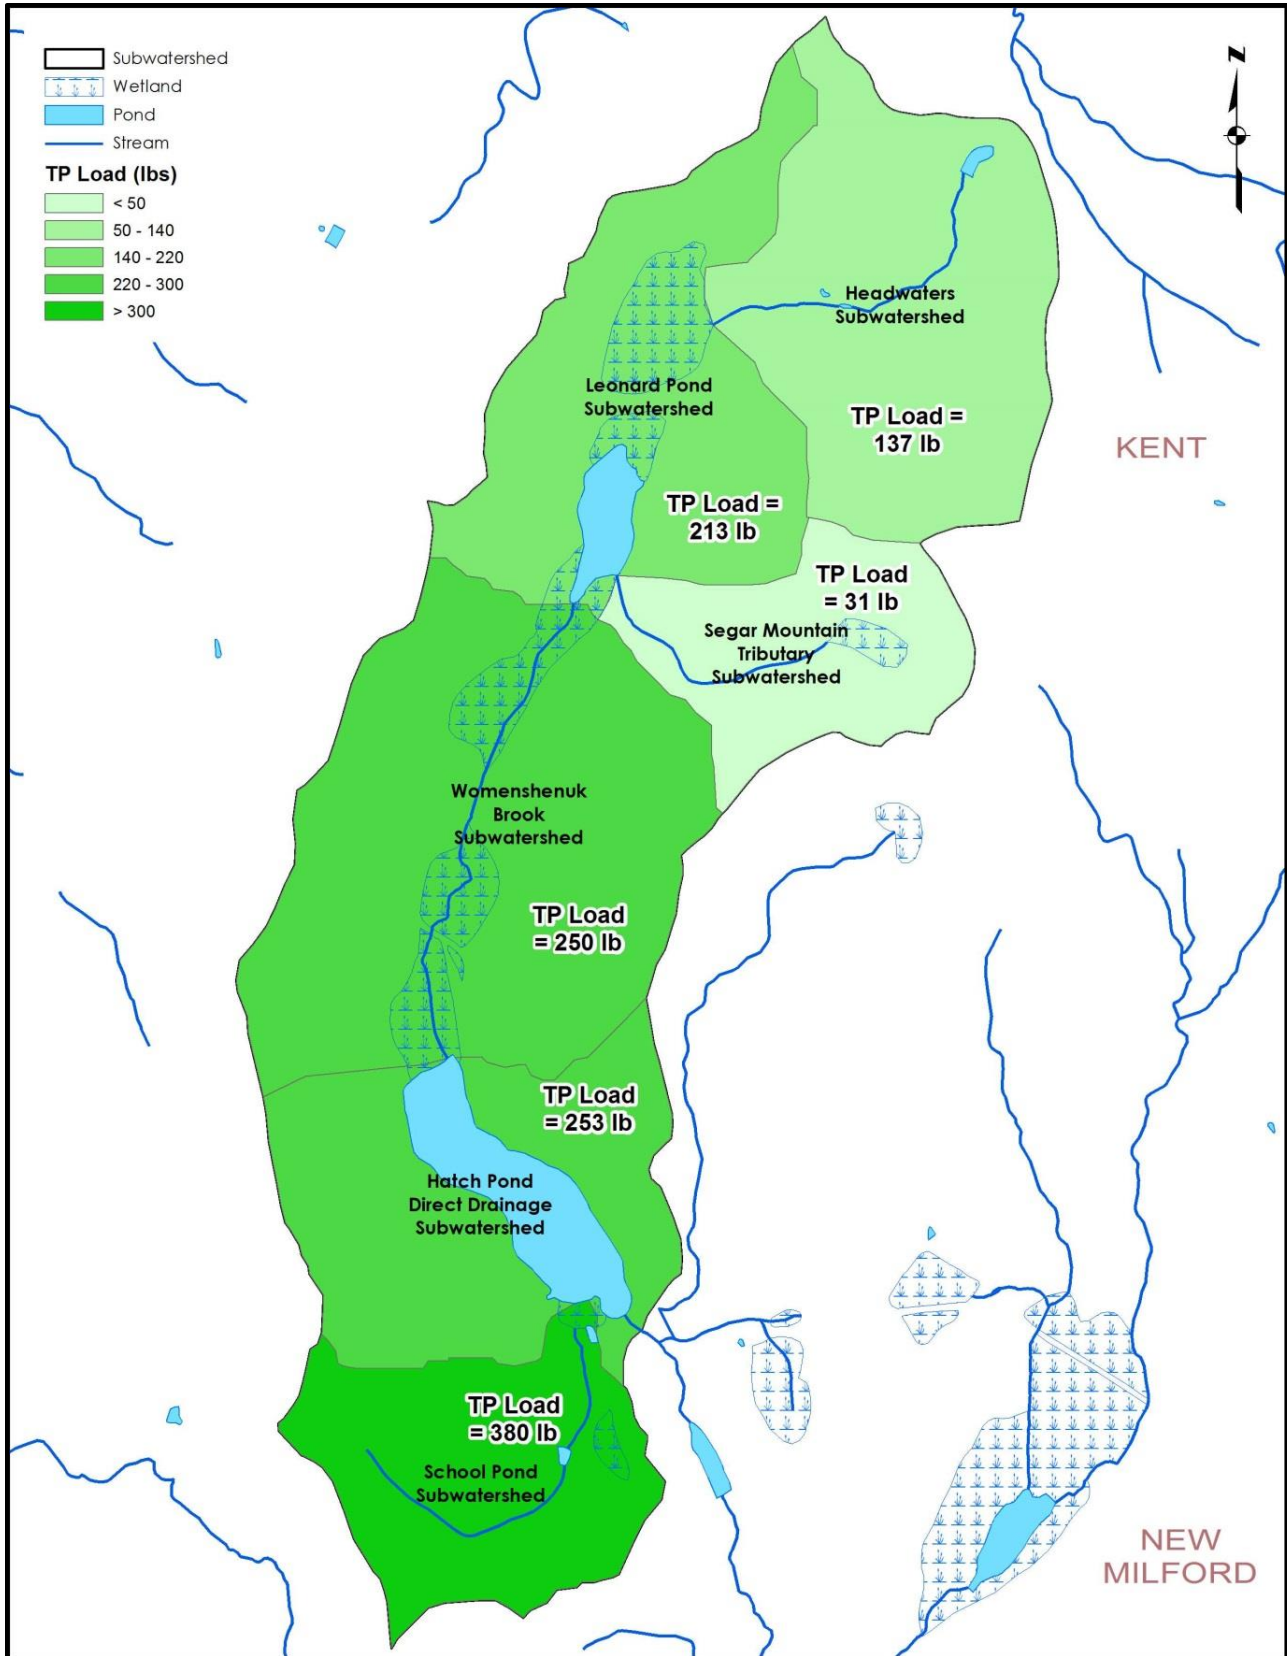 Subwatershed
Wetland
Pond
Stream
TP Load (lbs)
< 50
50 - 140
140 - 220
220 - 300
> 300
N
Headwaters
Subwatershed
Leonard Pond
Subwatershed
TP Load =
137 lb
KENT
TP Load =
213 lb
TP Load
= 31 lb
Segar Mountain
Tributary
Subwatershed
Womenshenuk
Brook
Subwatershed
TP Load
= 250 lb
TP Load
= 253 lb
Hatch Pond
Direct Drainage
Subwatershed
TP Load
= 380 lb
School Pond
Subwatershed
NEW
MILFORD